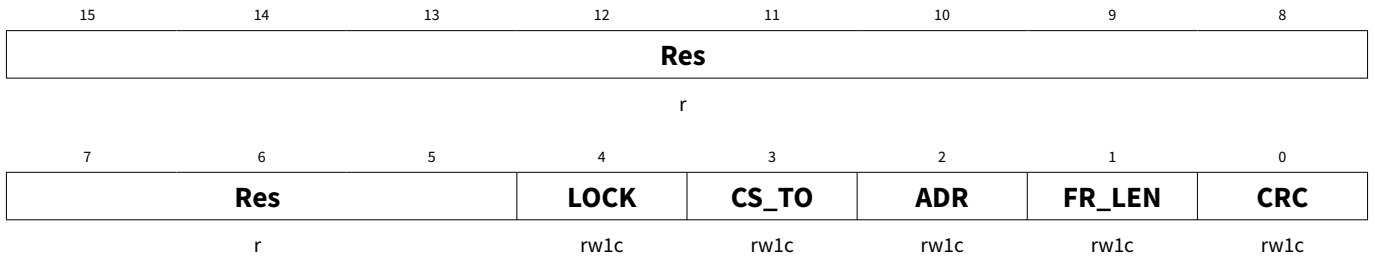 15 14 13 12 11 10 9 8
Res
r
7 6 5 4 3 2 1 0
Res LOCK CS_TO ADR FR_LEN CRC
r rw1c rw1c rw1c rw1c rw1c